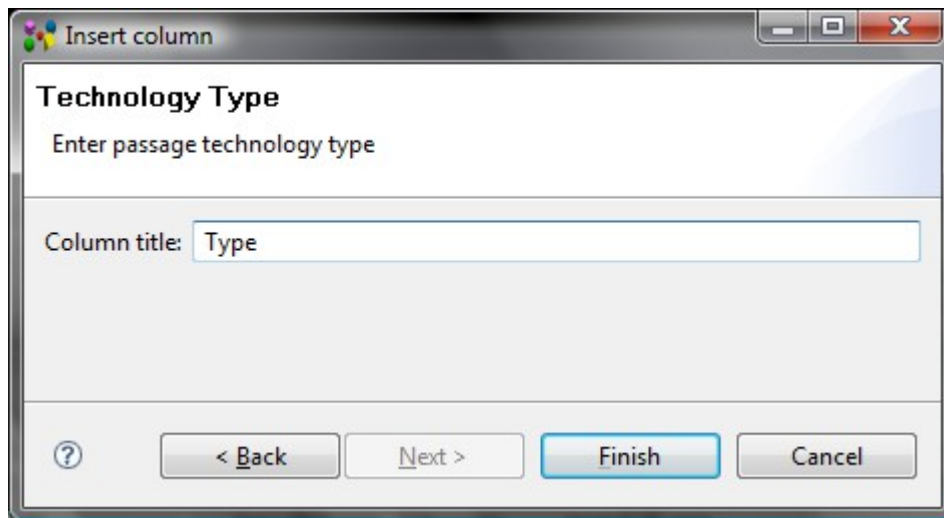 Insert column
Technology Type
Enter passage technology type
Column title: Type
? < Back Next > Finish Cancel